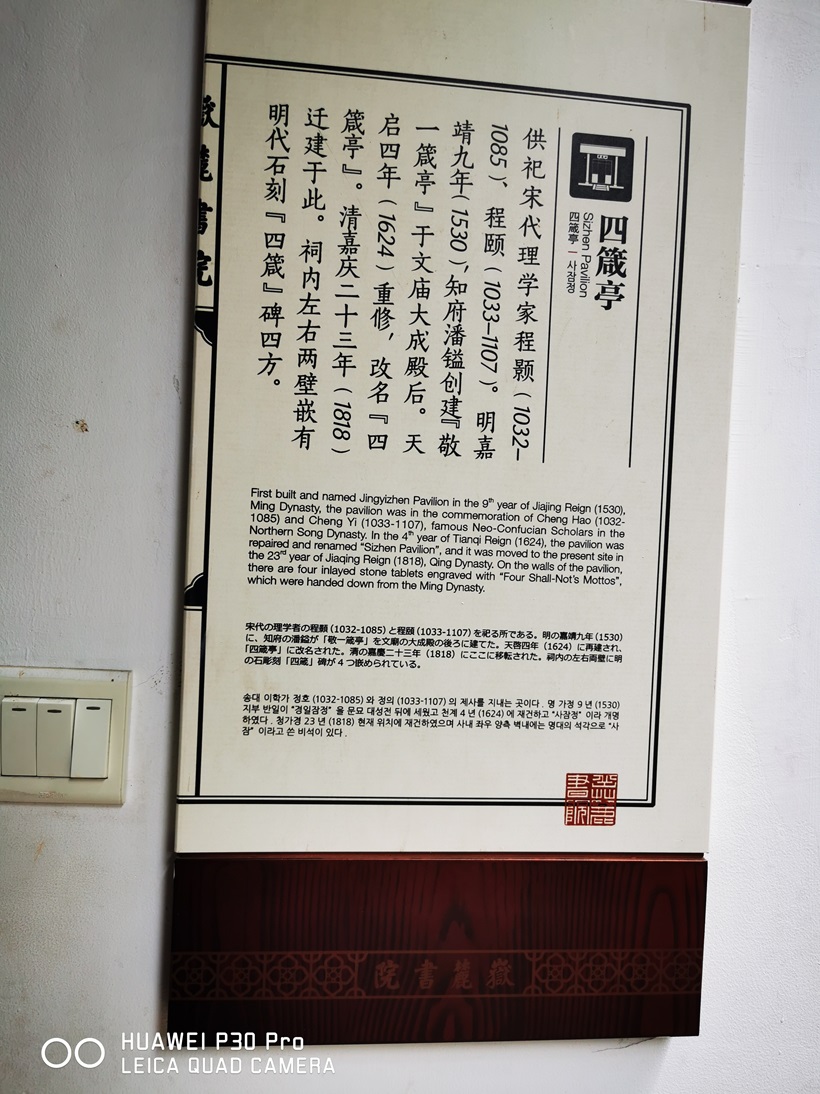 四箴亭
Sizhen Pavilion
四箴亭 | 사잠정
供祀宋代理学家程颢（1032–
1085）、程颐（1033–1107）。明嘉
靖九年（1530），知府潘镒创建『敬
一箴亭』于文庙大成殿后。天
启四年（1624）重修，改名『四
箴亭』。清嘉庆二十三年（1818）
迁建于此。祠内左右两壁嵌有
明代石刻『四箴』碑四方。
嶽麓書院
First built and named Jingyizhen Pavilion in the 9th year of Jiajing Reign (1530),
Ming Dynasty, the pavilion was in the commemoration of Cheng Hao (1032-
1085) and Cheng Yi (1033-1107), famous Neo-Confucian Scholars in the
Northern Song Dynasty. In the 4th year of Tianqi Reign (1624), the pavilion was
repaired and renamed “Sizhen Pavilion”, and it was moved to the present site in
the 23rd year of Jiaqing Reign (1818), Qing Dynasty. On the walls of the pavilion,
there are four inlayed stone tablets engraved with “Four Shall-Not’s Mottos”,
which were handed down from the Ming Dynasty.
宋代の理学者の程顥 (1032-1085) と程頤 (1033-1107) を祀る所である。明の嘉靖九年 (1530)
に、知府の潘鎰が「敬一箴亭」を文廟の大成殿の後ろに建てた。天啓四年 (1624) に再建され、
「四箴亭」に改名された。清の嘉慶二十三年 (1818) にここに移転された。祠内の左右両壁に明
の石彫刻「四箴」碑が 4 つ嵌められている。
송대 이학가 정호 (1032-1085) 와 정의 (1033-1107) 의 제사를 지내는 곳이다 . 명 가정 9 년 (1530)
지부 반일이 “경일잠정” 을 문묘 대성전 뒤에 세웠고 천계 4 년 (1624) 에 재건하고 “사잠정” 이라 개명
하였다 . 청가경 23 년 (1818) 현재 위치에 재건하였으며 사내 좌우 양측 벽내에는 명대의 석각으로 “사
잠” 이라고 쓴 비석이 있다 .
嶽麓書院
院書麓嶽
HUAWEI P30 Pro
LEICA QUAD CAMERA